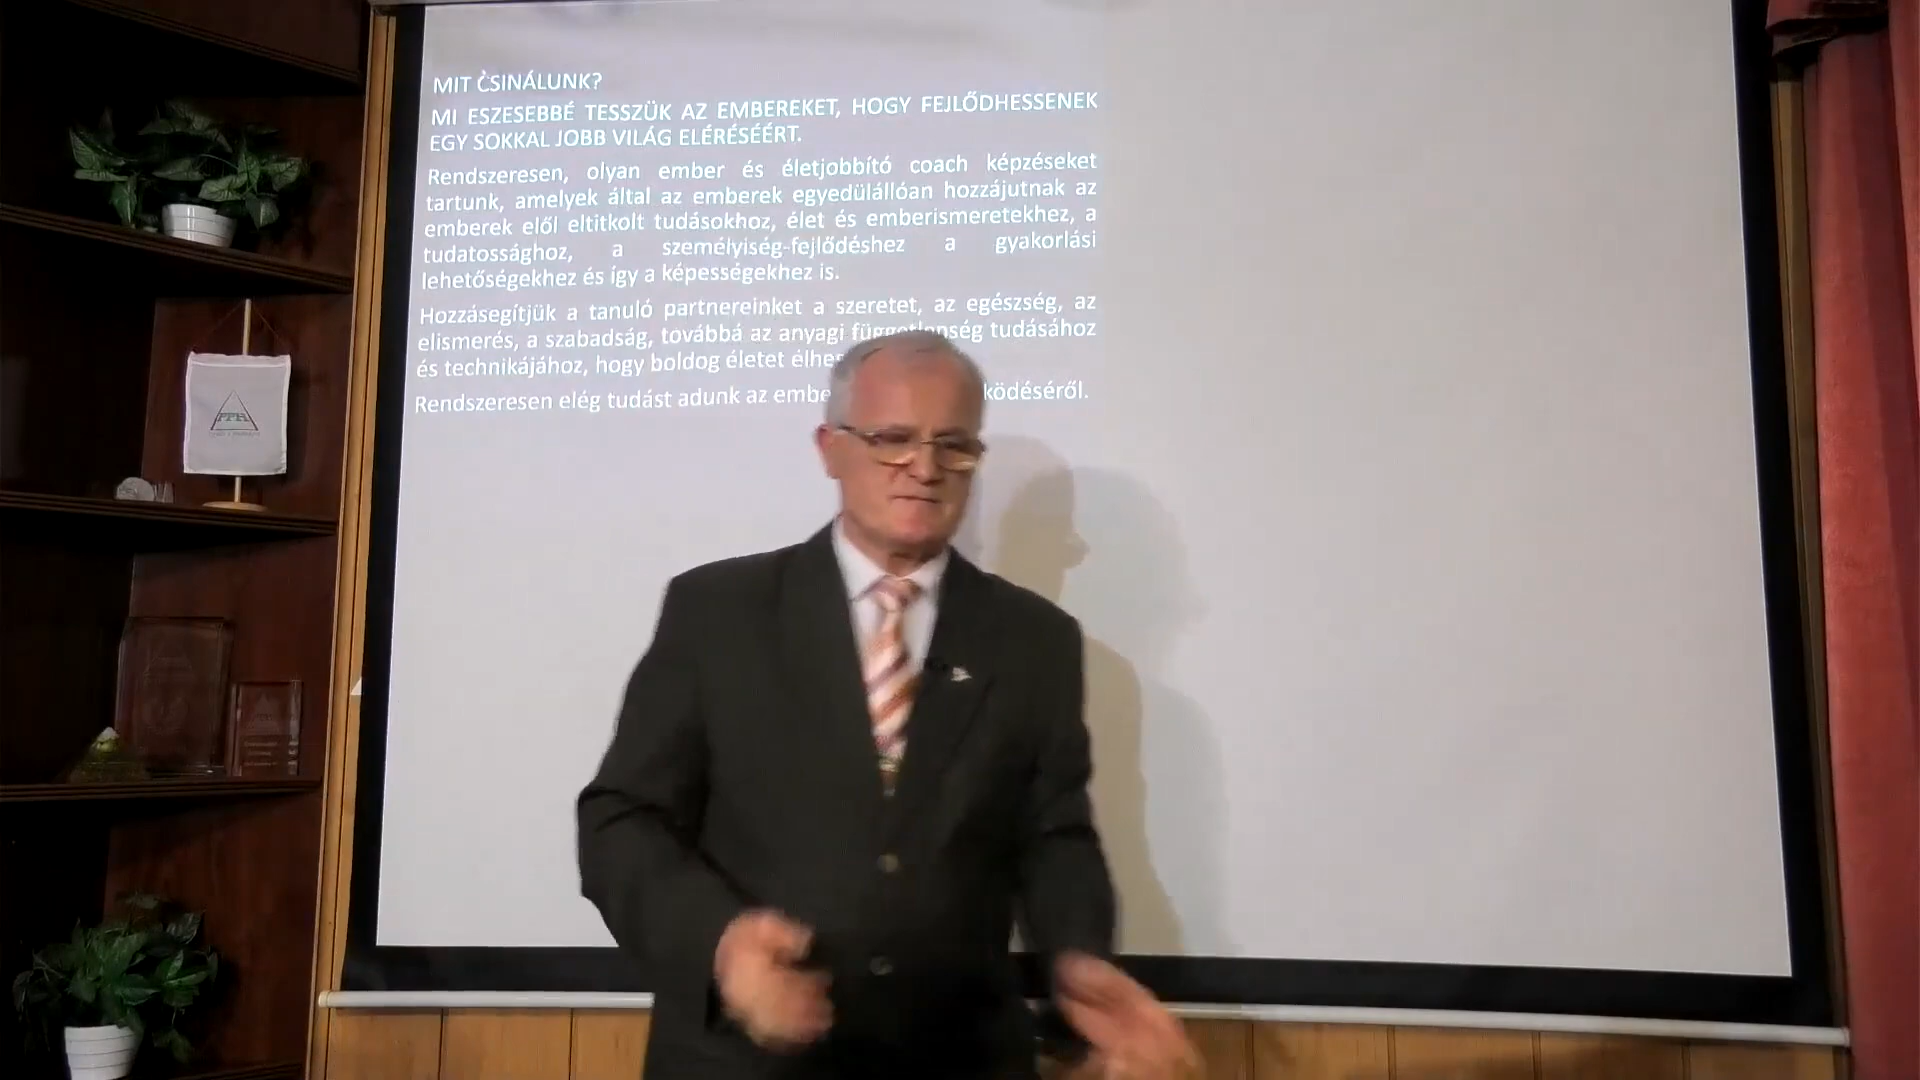 MIT CSINÁLUNK?
MI ESZESEBBÉ TESSZÜK AZ EMBEREKET, HOGY FEJLŐDHESSENEK
EGY SOKKAL JOBB VILÁG ELÉRÉSÉÉRT.
Rendszeresen, olyan ember és életjobbító coach képzéseket
tartunk, amelyek által az emberek egyedülállóan hozzájutnak az
emberek elől eltitkolt tudásokhoz, élet és emberismeretekhez, a
tudatossághoz, a személyiség-fejlődéshez a gyakorlási
lehetőségekhez és így a képességekhez is.
Hozzásegítjük a tanuló partnereinket a szeretet, az egészség, az
elismerés, a szabadság, továbbá az anyagi függetlenség tudásához
és technikájához, hogy boldog életet
Rendszeresen elég tudást adunk az